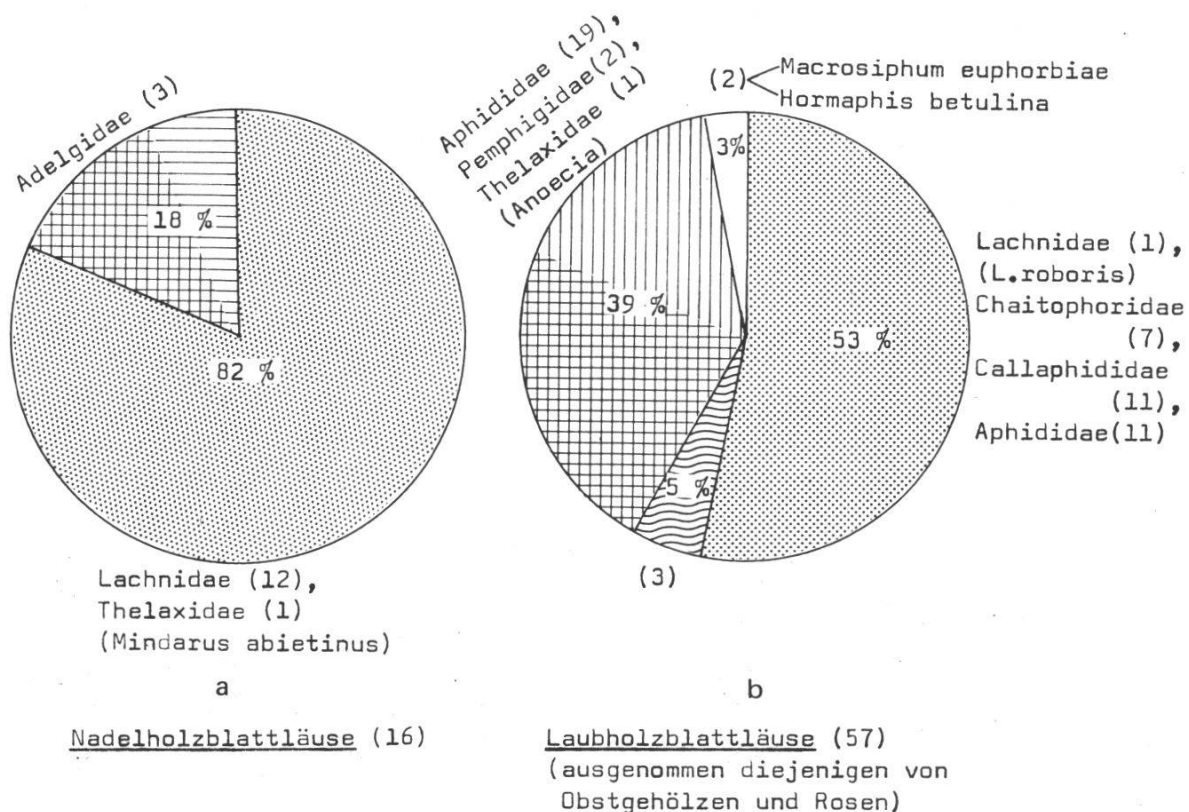 Adelgidae (3)
18 %
82 %
Lachnidae (12),
Thelaxidae (1)
(Mindarus abietinus)
a
Nadelholzblattläuse (16)
Aphididae (19),
Pemphigidae(2),
Thelaxidae (1)
(Anoecia)
(2)
Macrosiphum euphorbiae
Hormaphis betulina
3%
39 %
53 %
5 %
(3)
Lachnidae (1),
(L.roboris)
Chaitophoridae
(7),
Callaphididae
(11),
Aphididae(11)
b
Laubholzblattläuse (57)
(ausgenommen diejenigen von
Obstgehölzen und Rosen)